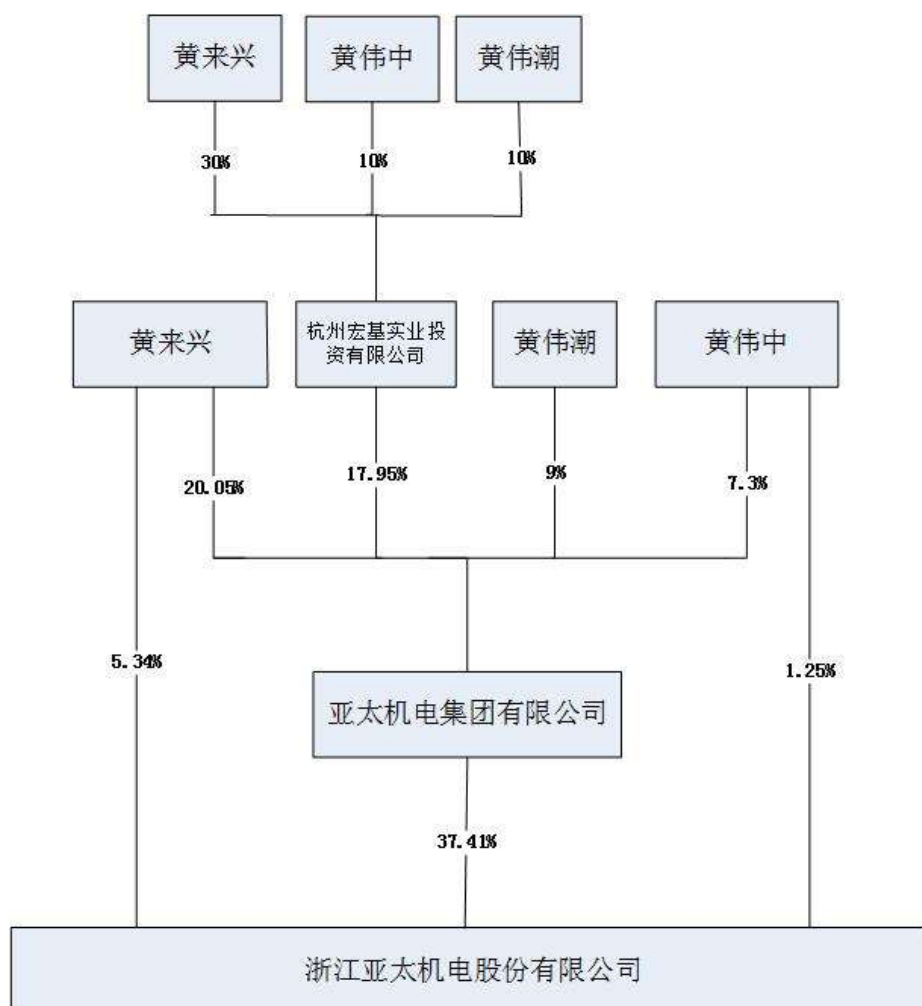 黄来兴
黄伟中
黄伟潮
30%
10%
10%
黄来兴
杭州宏基实业投
资有限公司
黄伟潮
黄伟中
20.05%
17.95%
9%
7.3%
5.34%
1.25%
亚太机电集团有限公司
37.41%
浙江亚太机电股份有限公司